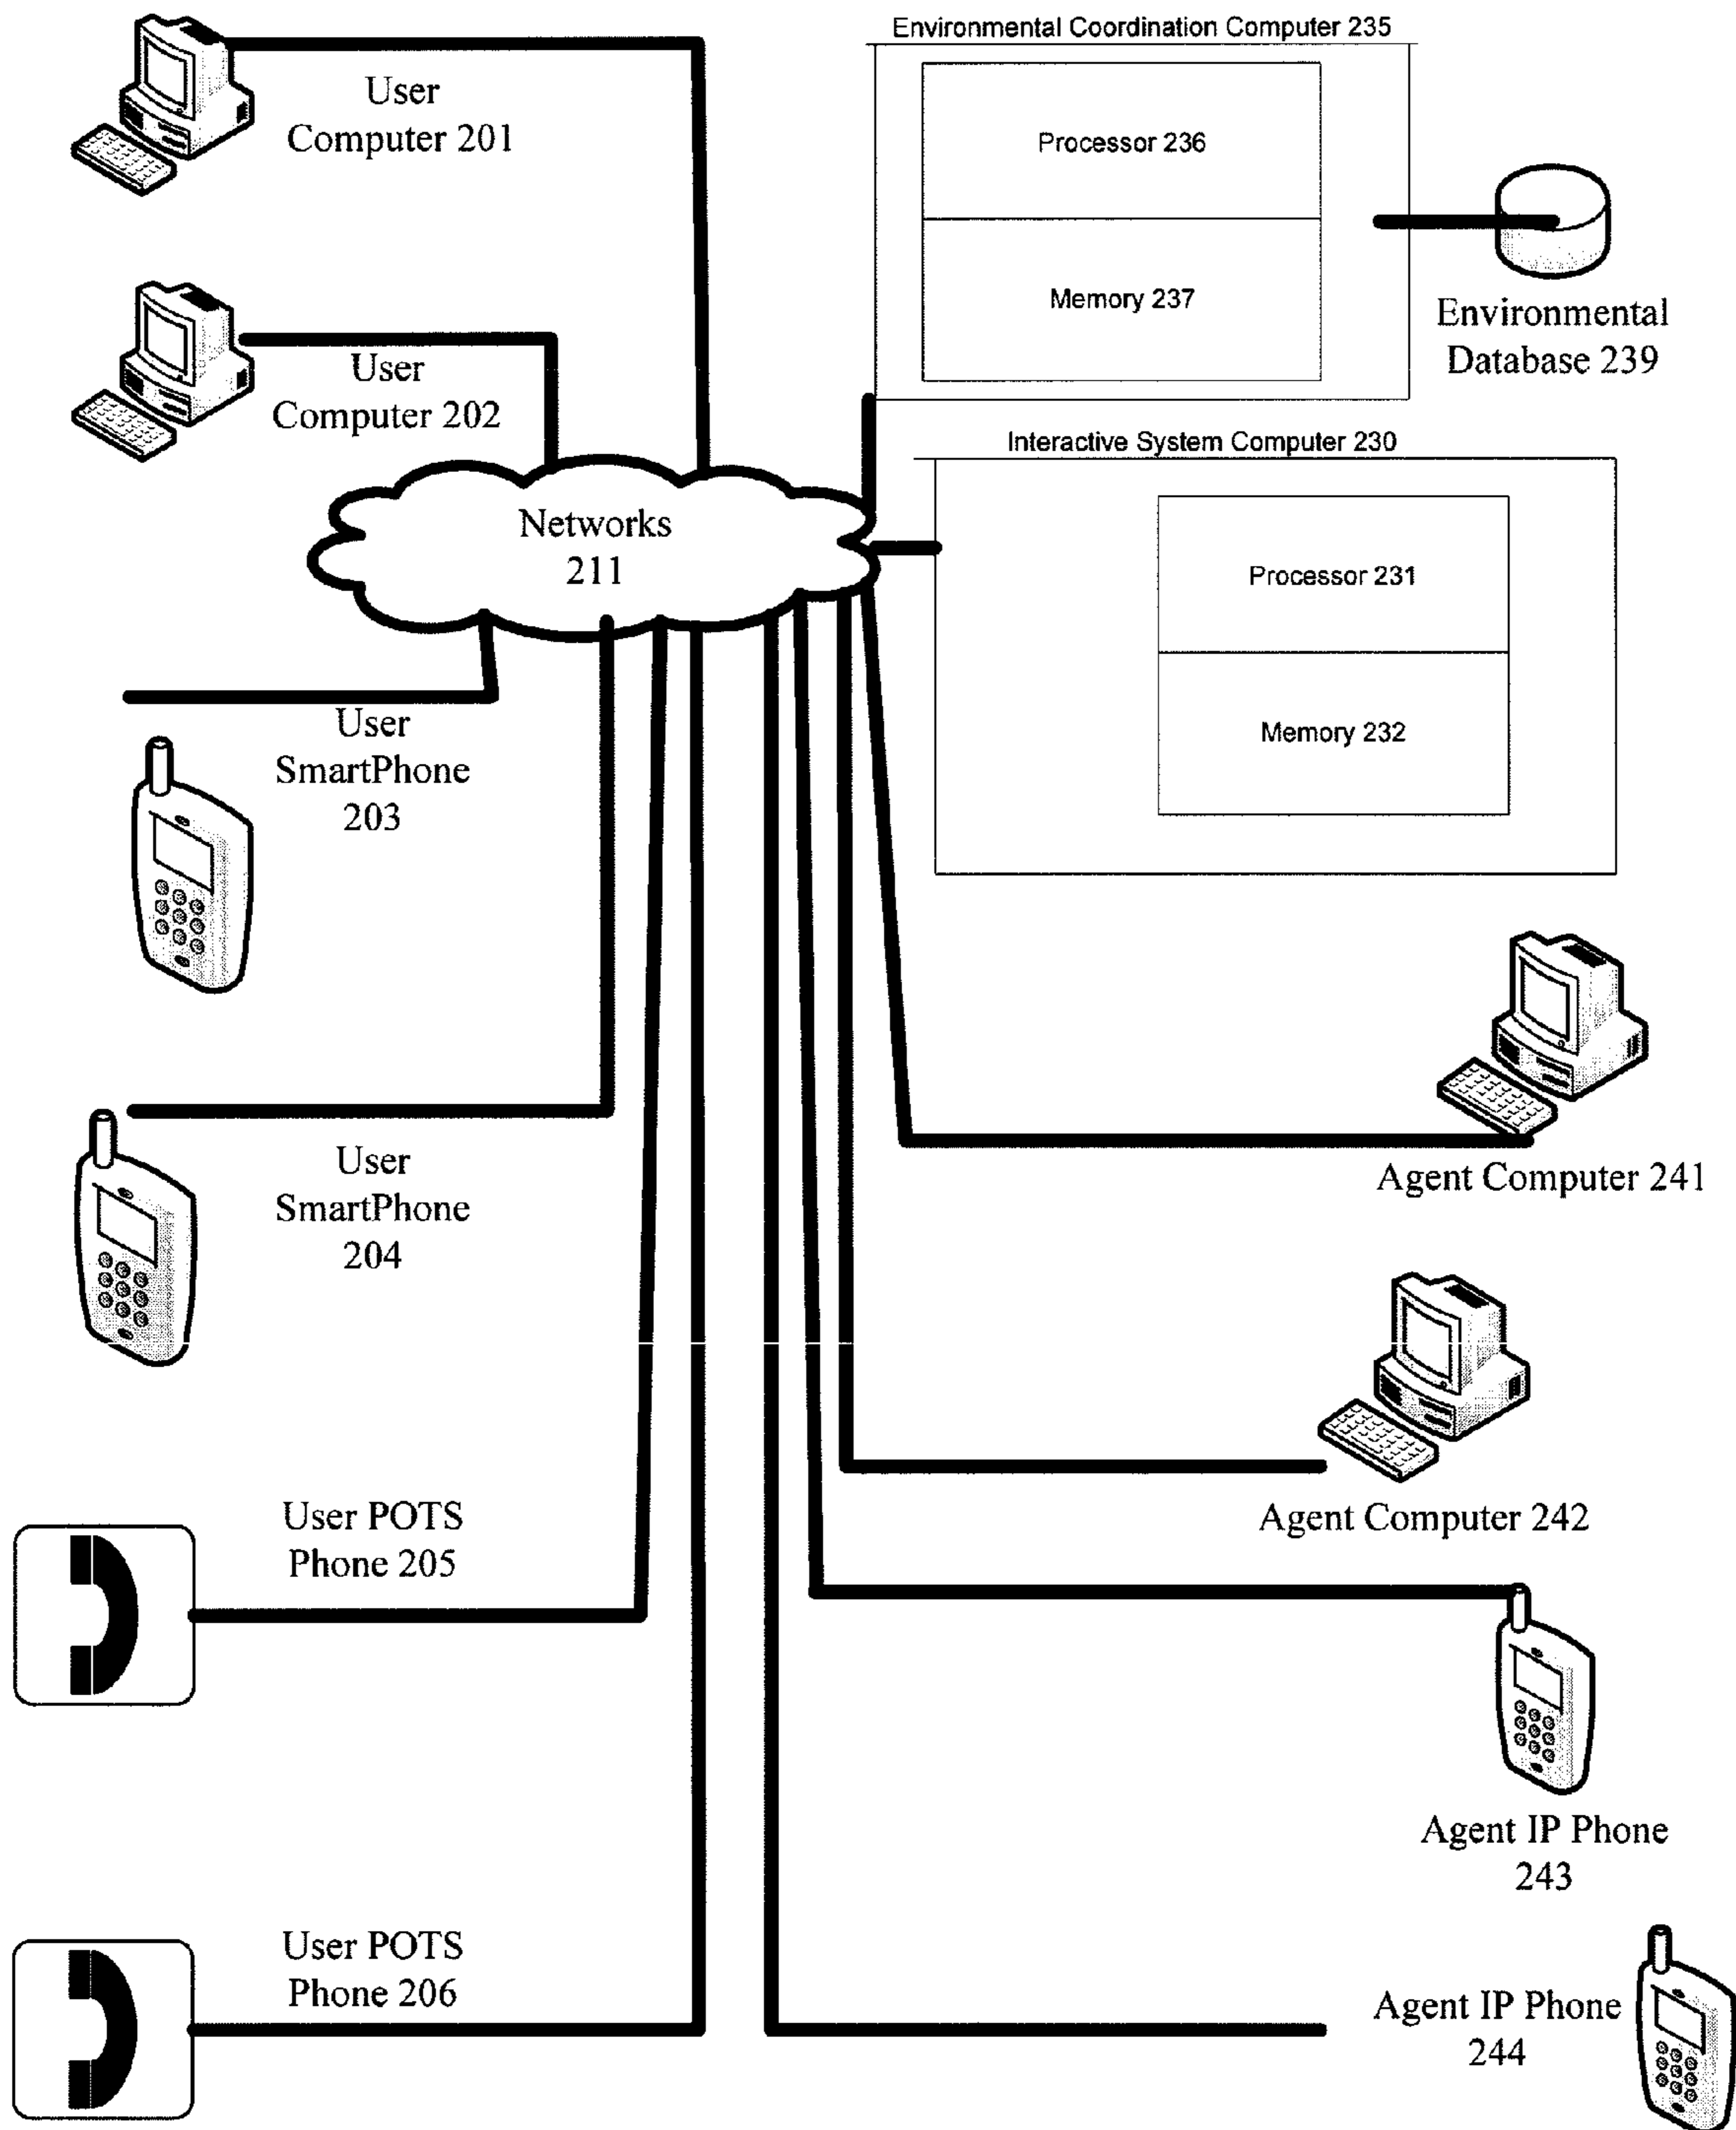 Environmental Coordination Computer 235
User
Computer 201
Processor 236
Memory 237
Environmental
Database 239
User
Computer 202
Interactive System Computer 230
Networks
211
Processor 231
Memory 232
User
SmartPhone
203
User
SmartPhone
204
Agent Computer 241
Agent Computer 242
User POTS
Phone 205
Agent IP Phone
243
User POTS
Phone 206
Agent IP Phone
244